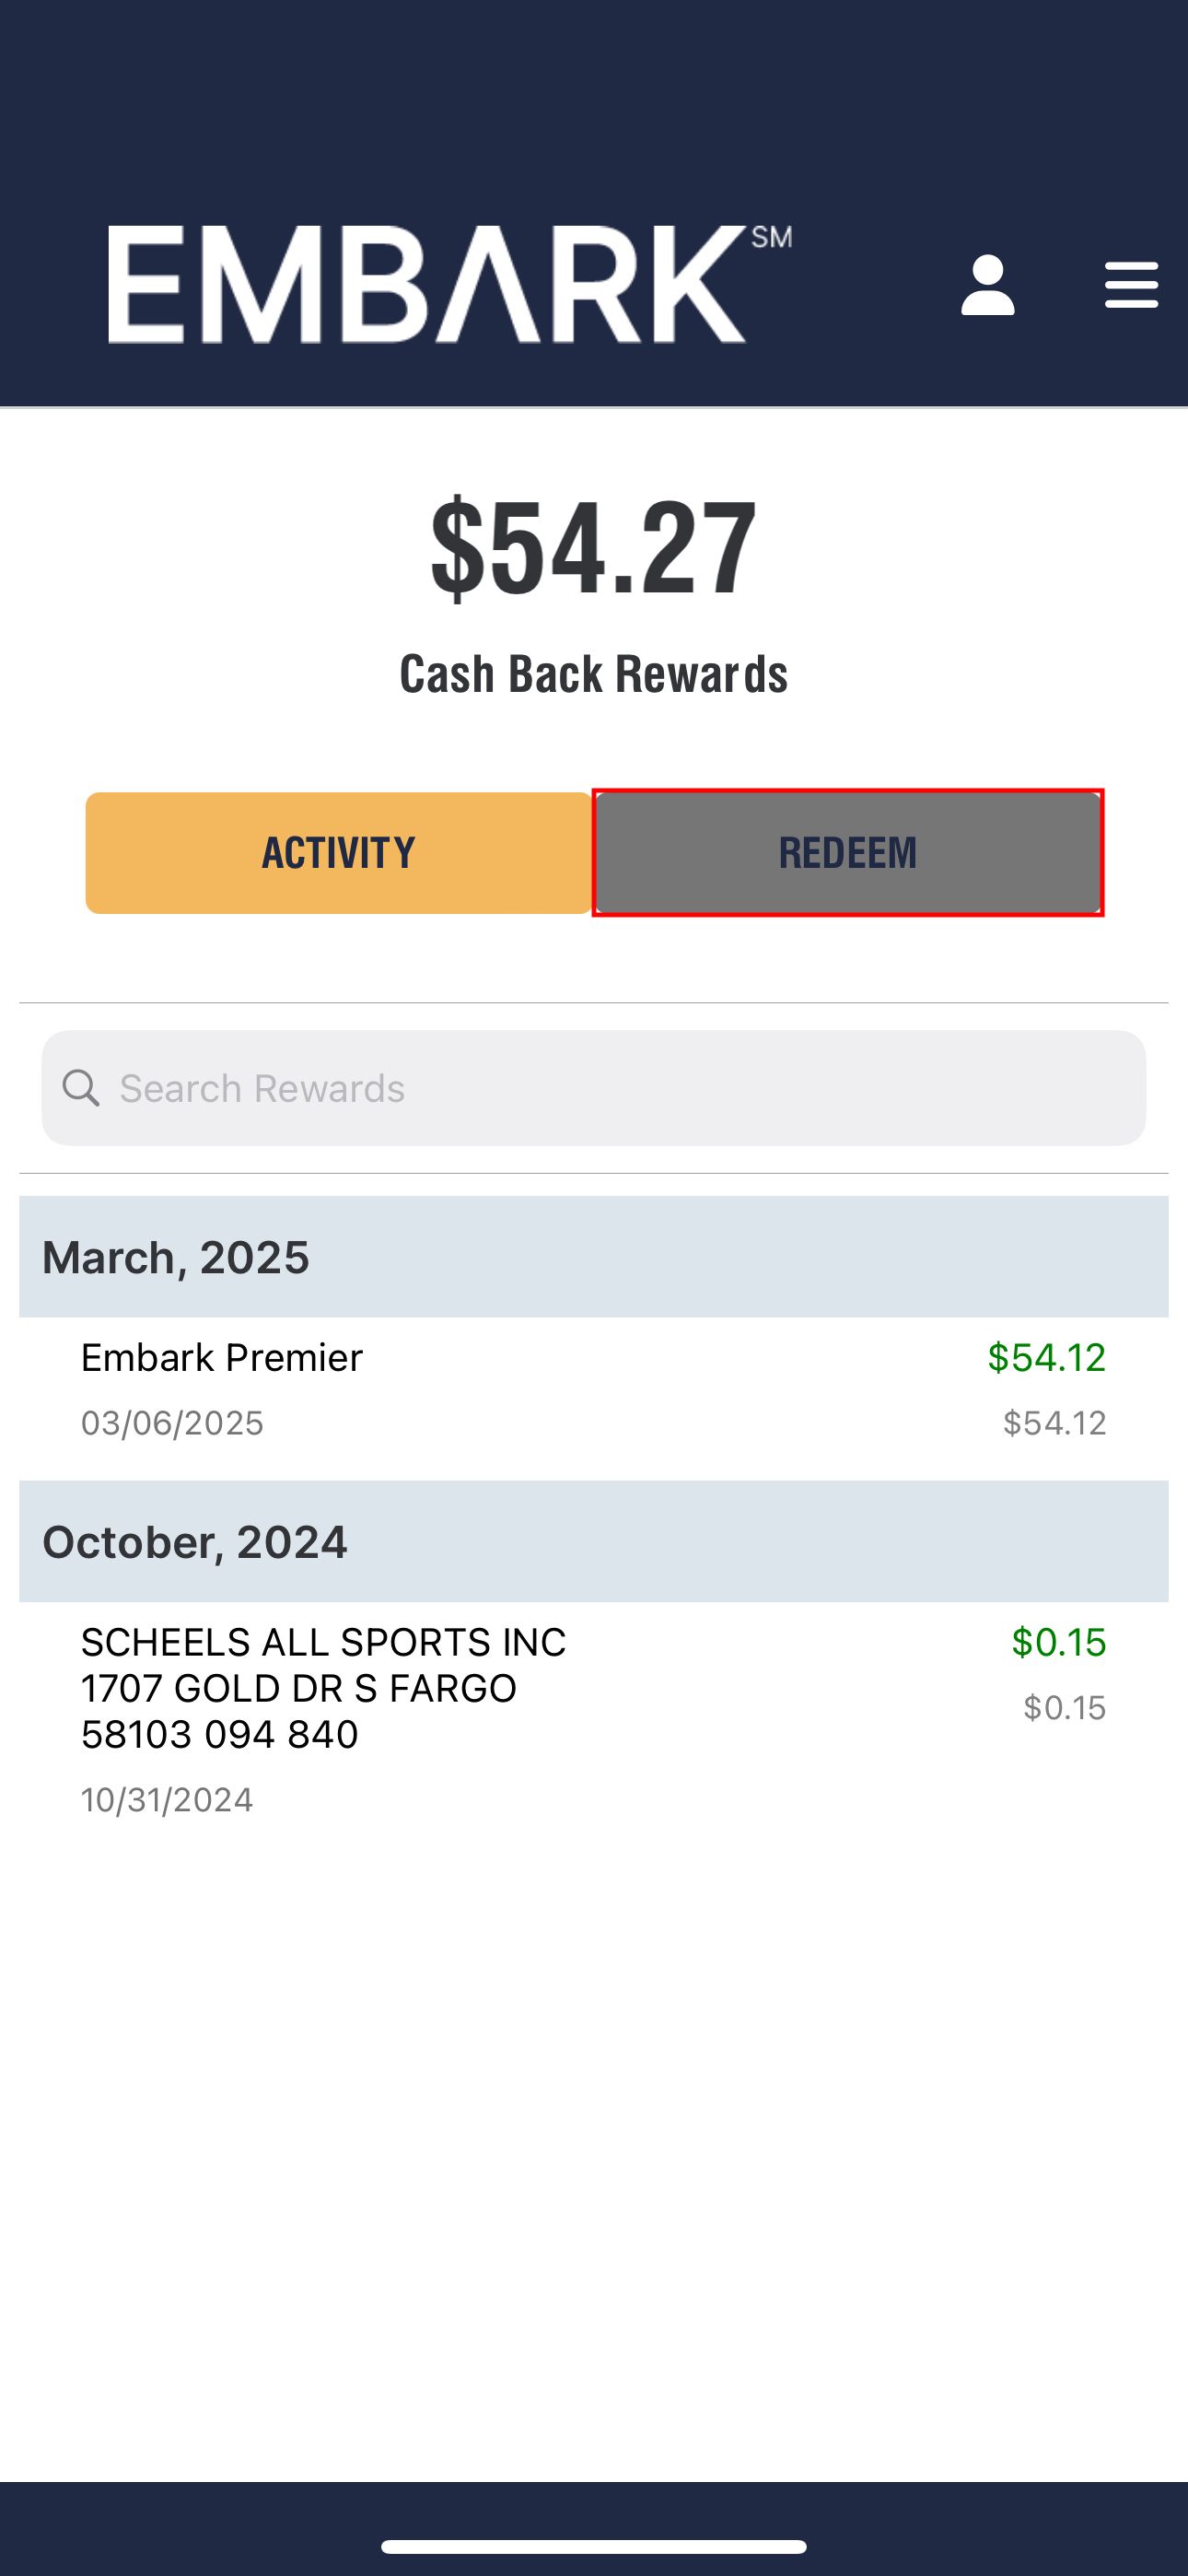 EMBARK SM
$54.27
Cash Back Rewards
ACTIVITY
REDEEM
Search Rewards
March, 2025
Embark Premier
$54.12
03/06/2025
$54.12
October, 2024
SCHEELS ALL SPORTS INC
$0.15
1707 GOLD DR S FARGO
$0.15
58103 094 840
10/31/2024